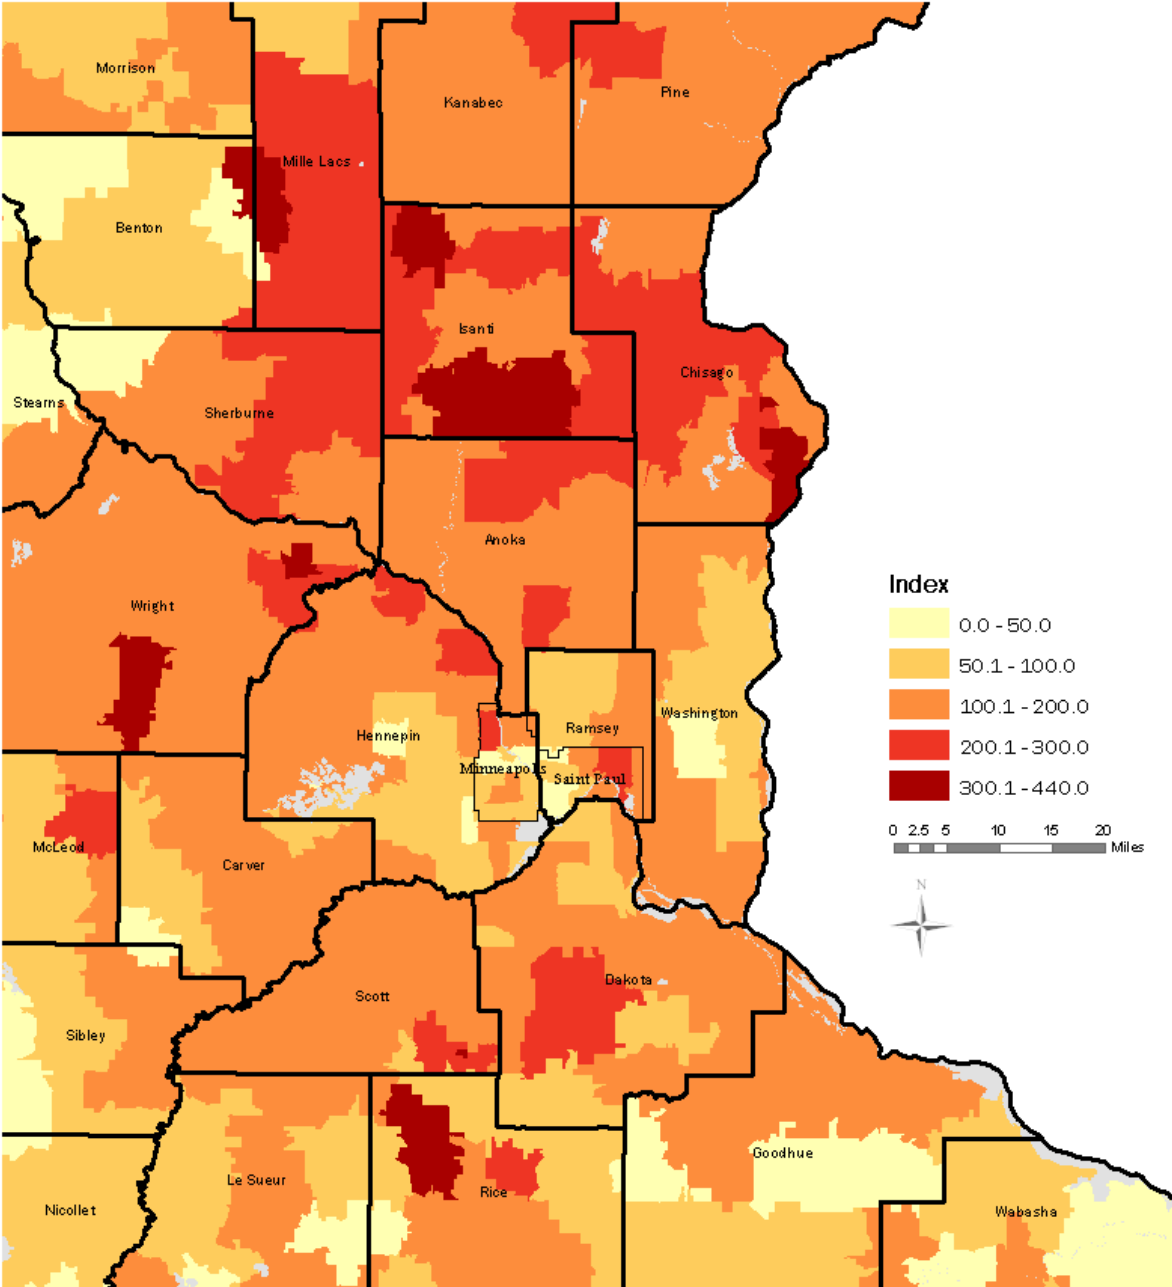 Morrison
Kanabec
Pine
Mille Lacs
Benton
Isanti
Chisago
Stearns
Sherburne
Anoka
Wright
Hennepin
Ramsey
Washington
Minneapolis
Saint Paul
McLeod
Carver
Dakota
Scott
Sibley
Goodhue
Le Sueur
Rice
Nicollet
Wabasha
Index
0.0 - 50.0
50.1 - 100.0
100.1 - 200.0
200.1 - 300.0
300.1 - 440.0
0 2.5 5 10 15 20
Miles
N